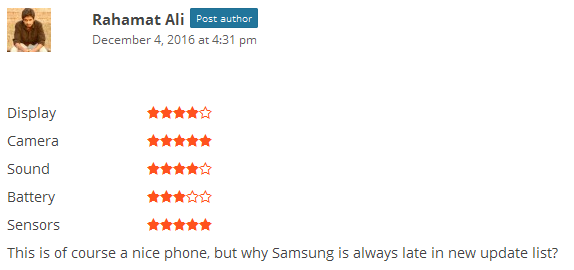 Rahamat Ali Post author
December 4, 2016 at 4:31 pm
Display
Camera
Sound
Battery
Sensors
This is of course a nice phone, but why Samsung is always late in new update list?